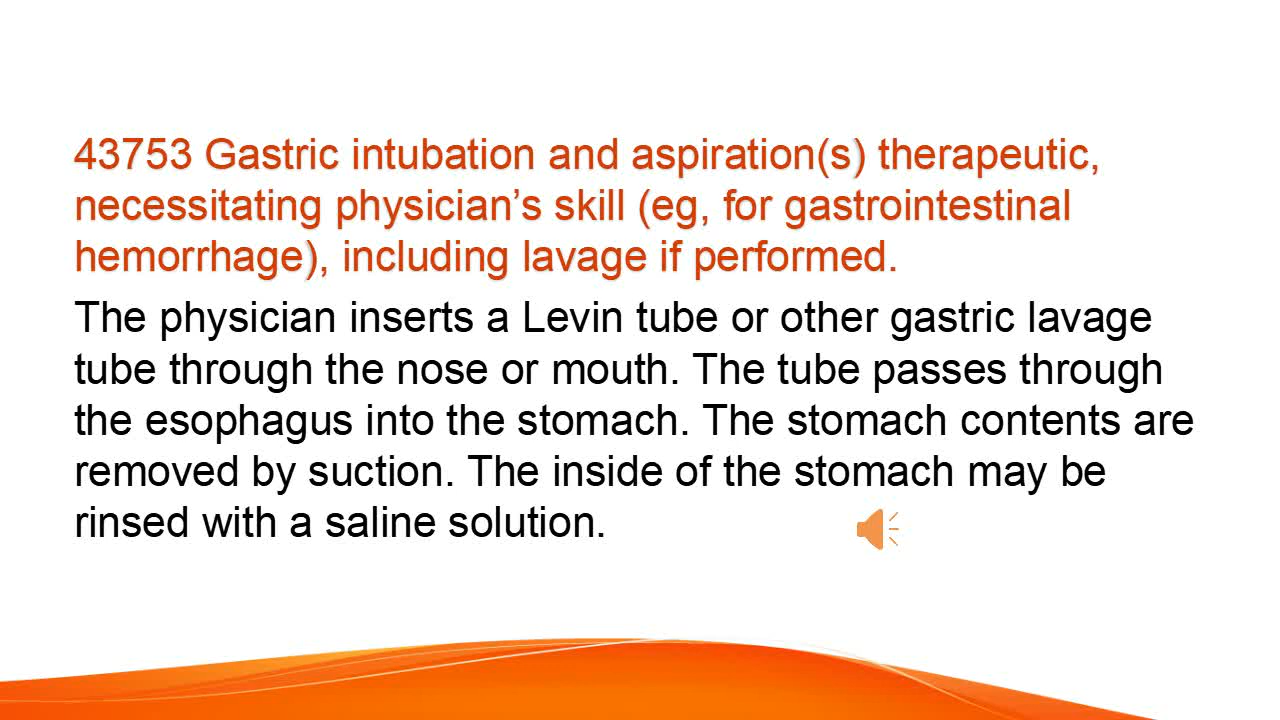 43753 Gastric intubation and aspiration(s) therapeutic,
necessitating physician’s skill (eg, for gastrointestinal
hemorrhage), including lavage if performed.
The physician inserts a Levin tube or other gastric lavage
tube through the nose or mouth. The tube passes through
the esophagus into the stomach. The stomach contents are
removed by suction. The inside of the stomach may be
rinsed with a saline solution.